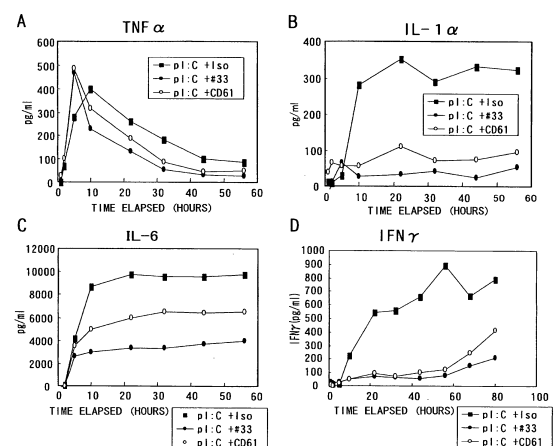 A
TNF α
600
500
400
300
200
100
0
pg/ml
0 10 20 30 40 50 60
TIME ELAPSED (HOURS)
pI:C +Iso
pI:C +#33
pI:C +CD61
B
IL-1α
400
300
200
100
0
pg/ml
0 10 20 30 40 50 60
TIME ELAPSED (HOURS)
pI:C +Iso
pI:C +#33
pI:C +CD61
C
IL-6
12000
10000
8000
6000
4000
2000
0
pg/ml
0 10 20 30 40 50 60
TIME ELAPSED (HOURS)
pI:C +Iso
pI:C +#33
pI:C +CD61
D
IFN γ
1000
900
800
700
600
500
400
300
200
100
0
IFNγ(pg/ml)
0 20 40 60 80 100
TIME ELAPSED (HOURS)
pI:C +Iso
pI:C +#33
pI:C +CD61